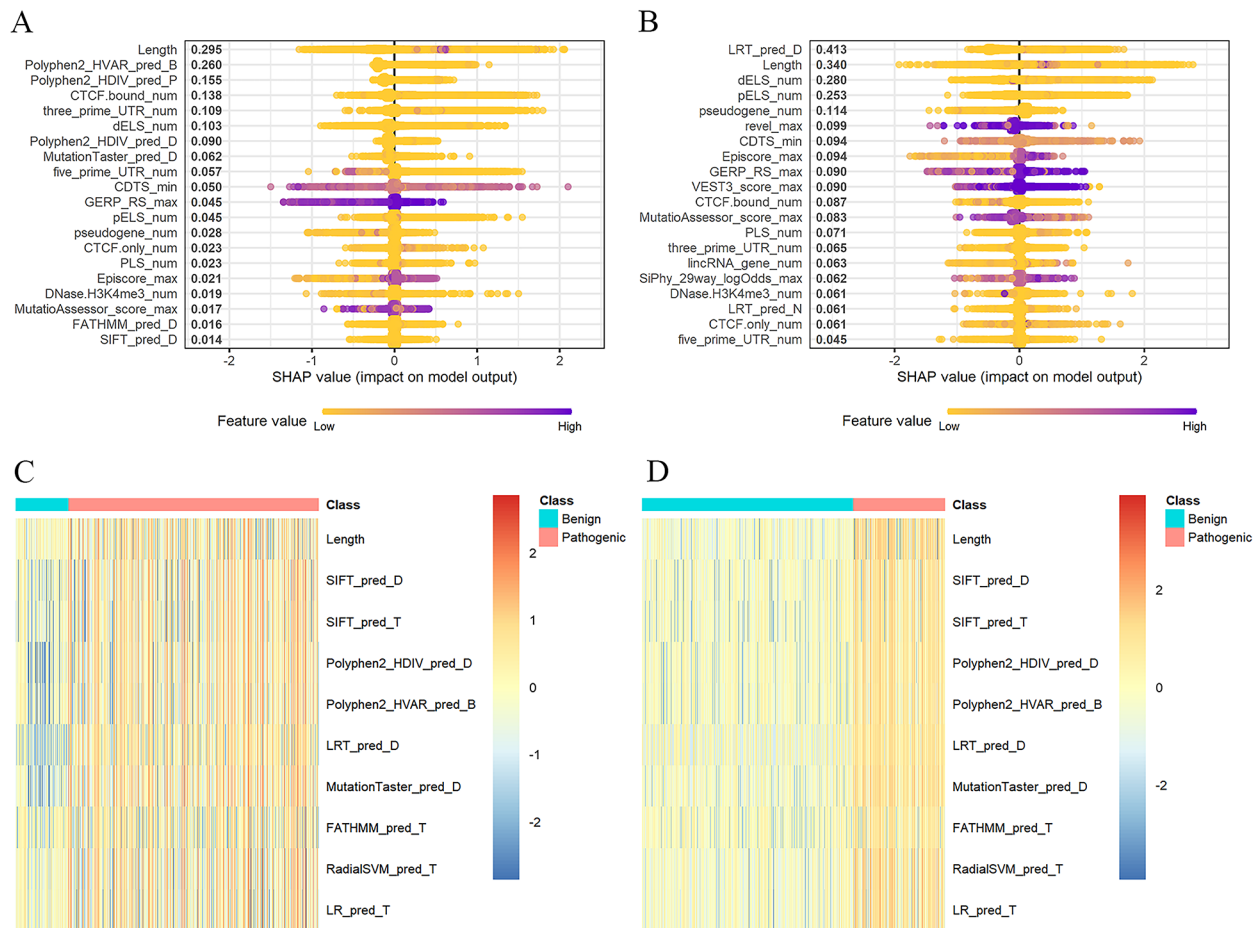 A
Length 0.295
Polyphen2_HVAR_pred_B 0.260
Polyphen2_HDIV_pred_P 0.155
CTCF.bound_num 0.138
three_prime_UTR_num 0.109
dELS_num 0.103
Polyphen2_HDIV_pred_D 0.090
MutationTaster_pred_D 0.062
five_prime_UTR_num 0.057
CDTS_min 0.050
GERP_RS_max 0.045
pELS_num 0.045
pseudogene_num 0.028
CTCF.only_num 0.023
PLS_num 0.023
Episcore_max 0.021
DNase.H3K4me3_num 0.019
MutatioAssessor_score_max 0.017
FATHMM_pred_D 0.016
SIFT_pred_D 0.014
-2 -1 0 1 2
SHAP value (impact on model output)
Feature value Low High
B
LRT_pred_D 0.413
Length 0.340
dELS_num 0.280
pELS_num 0.253
pseudogene_num 0.114
revel_max 0.099
CDTS_min 0.094
Episcore_max 0.094
GERP_RS_max 0.090
VEST3_score_max 0.090
CTCF.bound_num 0.087
MutatioAssessor_score_max 0.083
PLS_num 0.071
three_prime_UTR_num 0.065
lincRNA_gene_num 0.063
SiPhy_29way_logOdds_max 0.062
DNase.H3K4me3_num 0.061
LRT_pred_N 0.061
CTCF.only_num 0.061
five_prime_UTR_num 0.045
-2 0 2
SHAP value (impact on model output)
Feature value Low High
C
Class
Length
SIFT_pred_D
SIFT_pred_T
Polyphen2_HDIV_pred_D
Polyphen2_HVAR_pred_B
LRT_pred_D
MutationTaster_pred_D
FATHMM_pred_T
RadialSVM_pred_T
LR_pred_T
2
1
0
-1
-2
Class
Benign
Pathogenic
D
Class
Length
SIFT_pred_D
SIFT_pred_T
Polyphen2_HDIV_pred_D
Polyphen2_HVAR_pred_B
LRT_pred_D
MutationTaster_pred_D
FATHMM_pred_T
RadialSVM_pred_T
LR_pred_T
2
0
-2
Class
Benign
Pathogenic